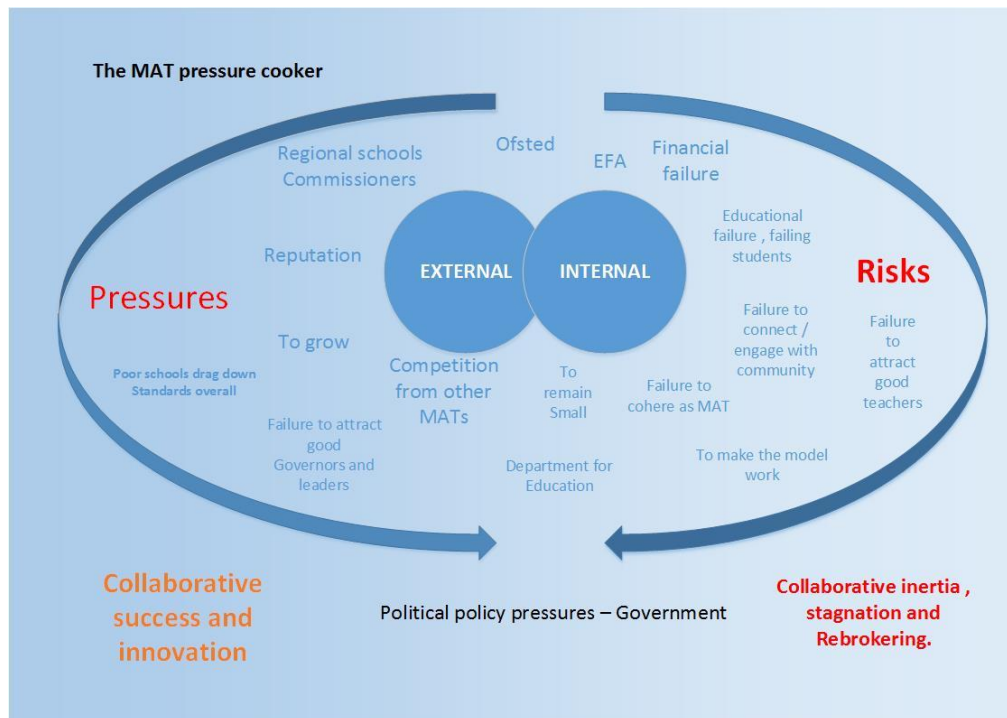 The MAT pressure cooker
Ofsted
Regional schools
Commissioners
EFA
Financial
failure
Educational
failure , failing
students
Reputation
EXTERNAL
INTERNAL
Risks
Pressures
To grow
Failure to
connect /
engage with
community
Failure
to
attract
good
teachers
Poor schools drag down
Standards overall
Competition
from other
MATs
To
remain
Small
Failure to
cohere as MAT
Failure to attract
good
Governors and
leaders
Department for
Education
To make the model
work
Collaborative
success and
innovation
Political policy pressures – Government
Collaborative inertia ,
stagnation and
Rebrokering.